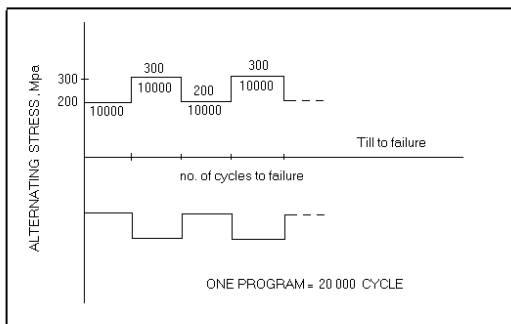 ALTERNATING STRESS ,Mpa
300
300
300
10000
200
10000
200
10000
10000
Till to failure
no. of cycles to failure
ONE PROGRAM = 20 000 CYCLE